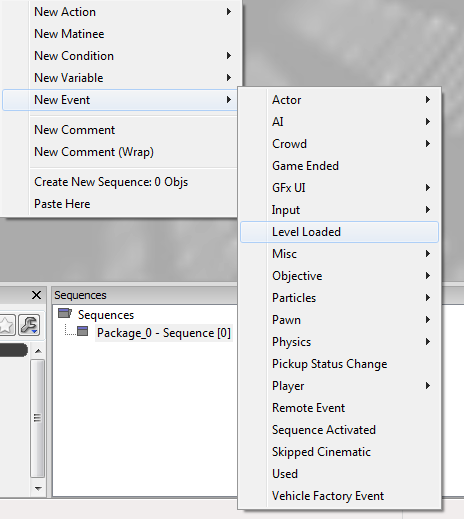 New Action
New Matinee
New Condition
New Variable
New Event
New Comment
New Comment (Wrap)
Create New Sequence: 0 Objs
Paste Here
Actor
AI
Crowd
Game Ended
GFx UI
Input
Level Loaded
Misc
Objective
Particles
Pawn
Physics
Pickup Status Change
Player
Remote Event
Sequence Activated
Skipped Cinematic
Used
Vehicle Factory Event
Sequences
Sequences
Package_0 - Sequence [0]